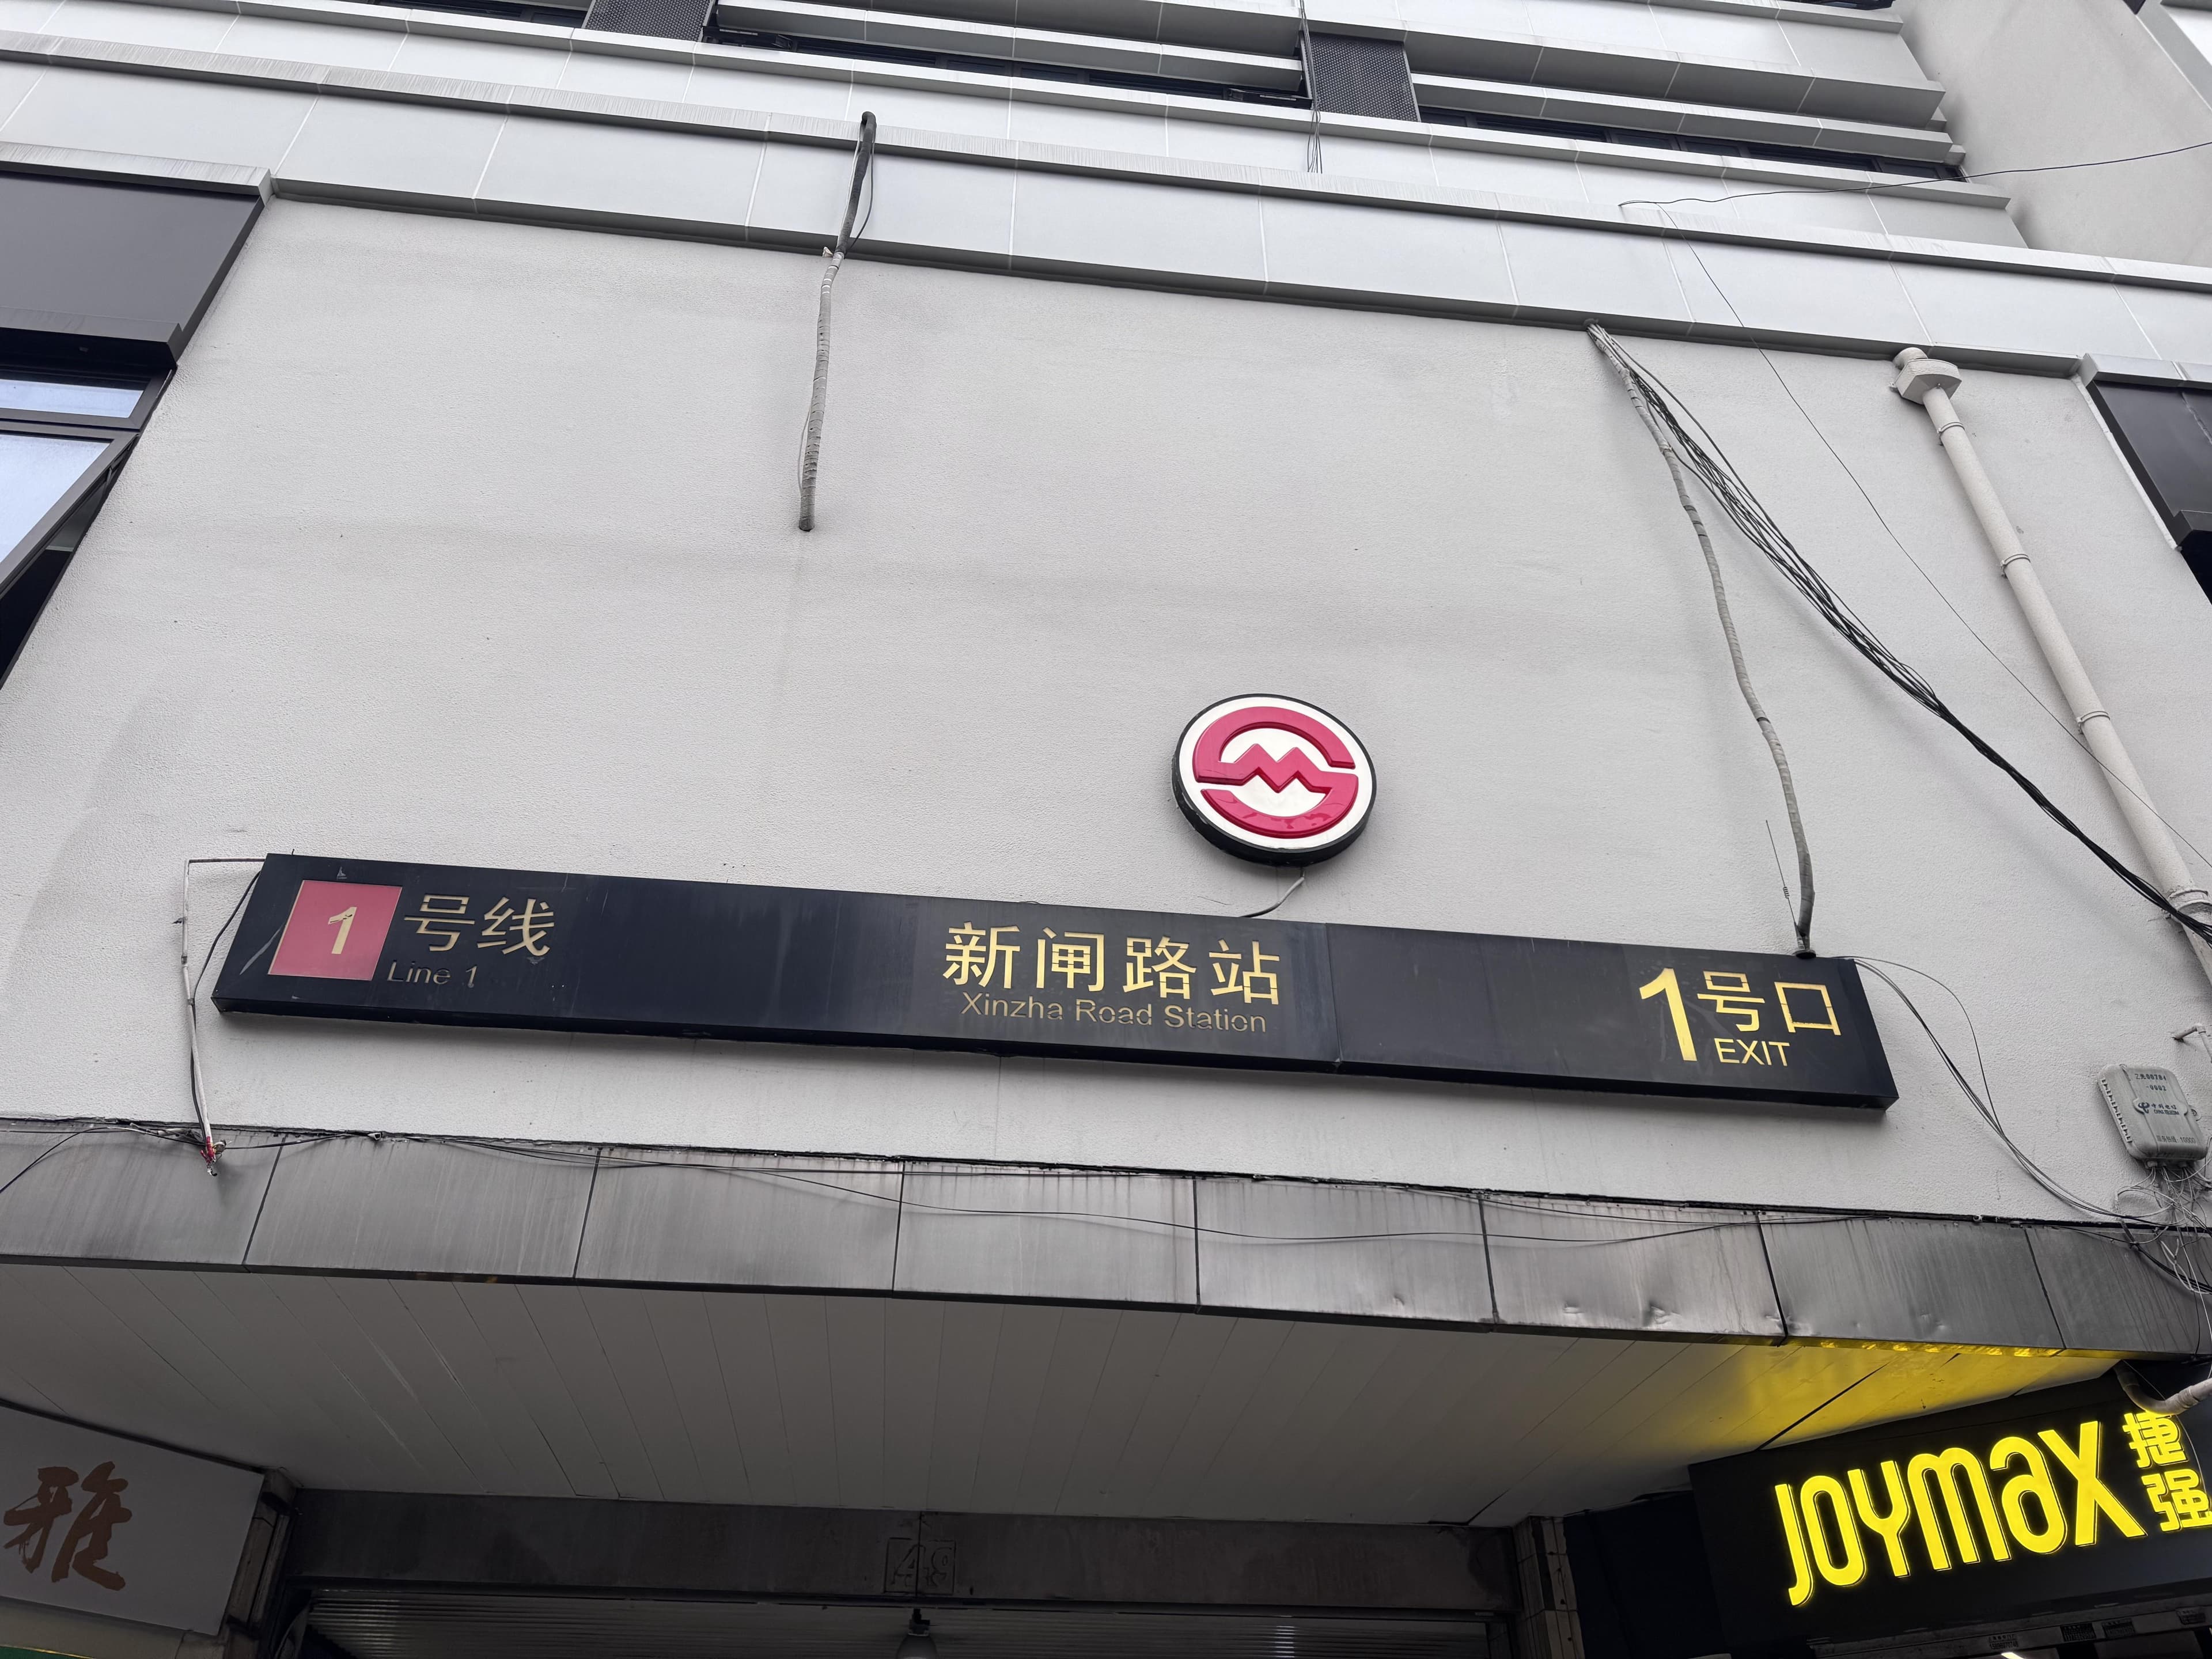 1号线
Line 1
新闸路站
Xinzha Road Station
1号口
EXIT
雅
JOYMAX 捷强